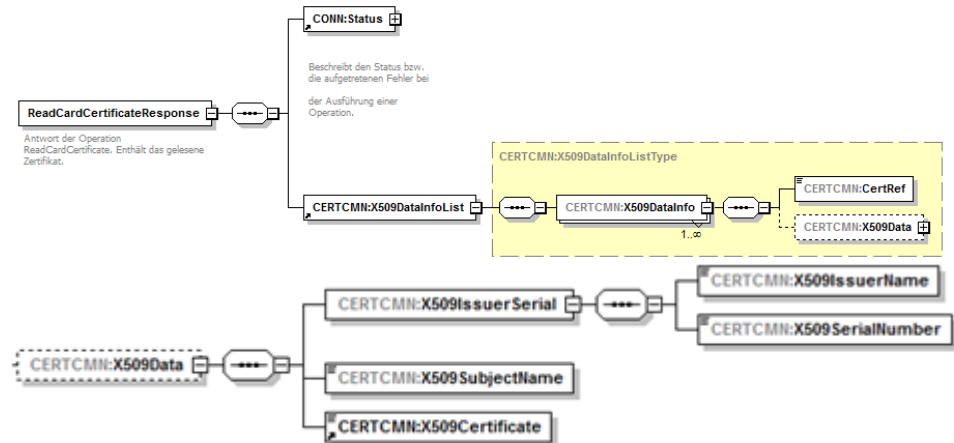 CONN:Status
Beschreibt den Status bzw.
die aufgetretenen Fehler bei
der Ausführung einer
Operation.
ReadCardCertificateResponse
Antwort der Operation
ReadCardCertificate. Enthält das gelesene
Zertifikat.
CERTCMN:X509DataInfoListType
CERTCMN:X509DataInfoList
CERTCMN:X509DataInfo
1..∞
CERTCMN:CertRef
CERTCMN:X509Data
CERTCMN:X509Data
CERTCMN:X509IssuerSerial
CERTCMN:X509IssuerName
CERTCMN:X509SerialNumber
CERTCMN:X509SubjectName
CERTCMN:X509Certificate